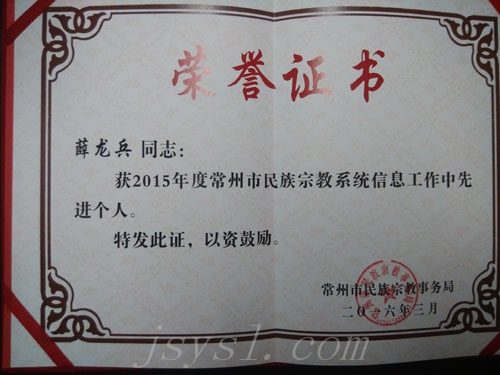 荣誉证书
薛龙兵 同志：
获2015年度常州市民族宗教系统信息工作中先
进个人。
特发此证，以资鼓励。
常州市民族宗教事务局
二〇一六年三月
jsysl.com